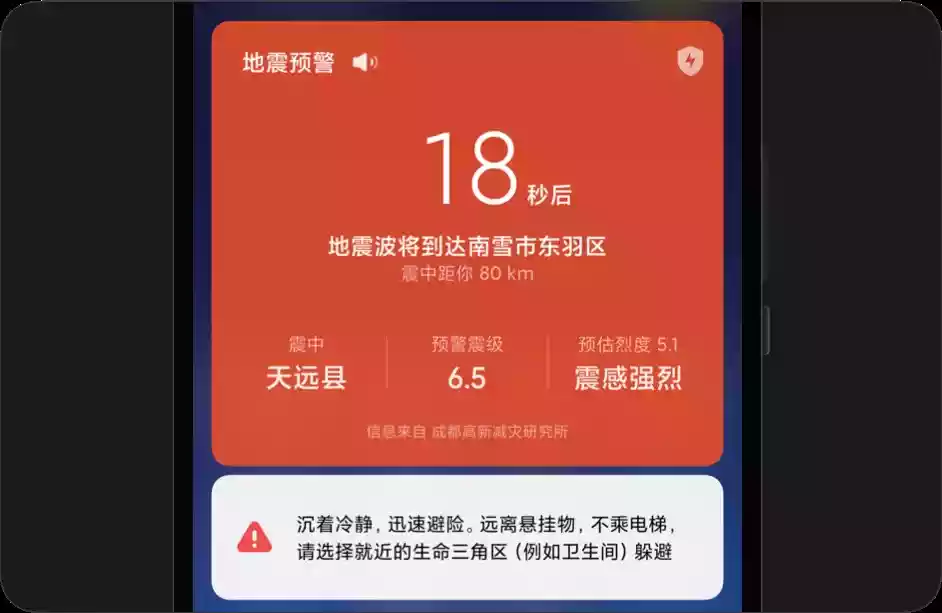 地震预警
18 秒后
地震波将到达南雪市东羽区
震中距你 80 km
震中 预警震级 预估烈度 5.1
天远县 6.5 震感强烈
信息来自 成都高新减灾研究所
沉着冷静，迅速避险。远离悬挂物，不乘电梯，
请选择就近的生命三角区（例如卫生间）躲避